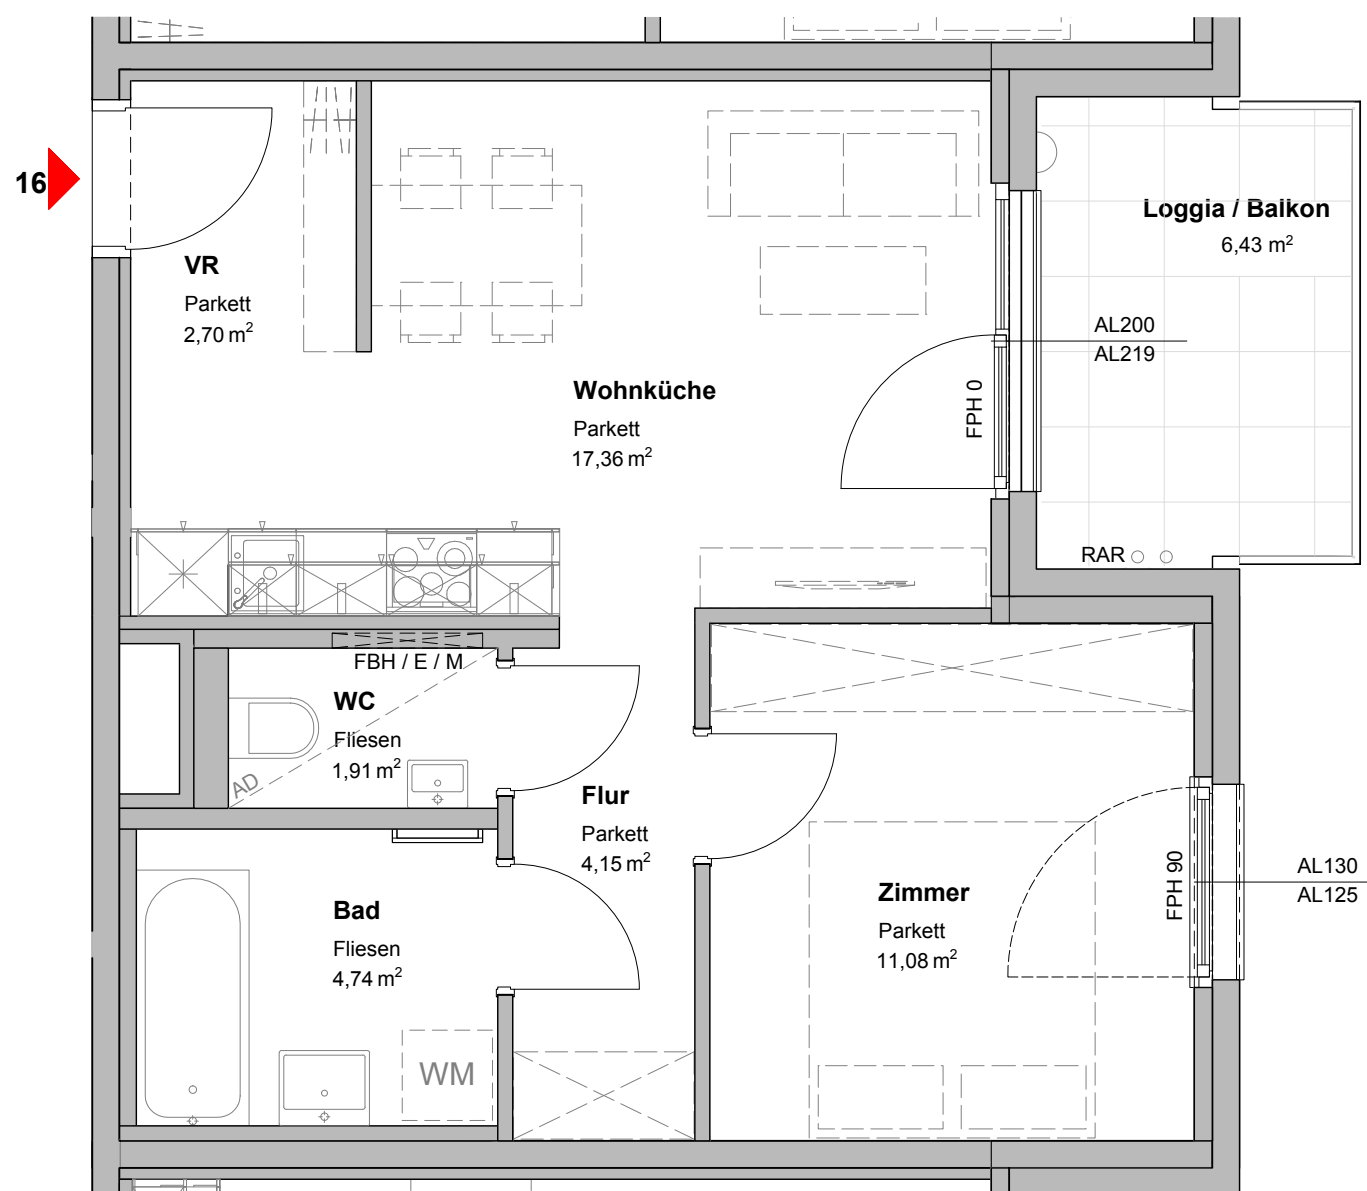 16
VR
Parkett
2,70 m²
Loggia / Balkon
6,43 m²
AL200
AL219
FPH 0
Wohnküche
Parkett
17,36 m²
RAR
FBH / E / M
WC
Fliesen
1,91 m²
AD
Flur
Parkett
4,15 m²
Zimmer
Parkett
11,08 m²
FPH 90
AL130
AL125
Bad
Fliesen
4,74 m²
WM